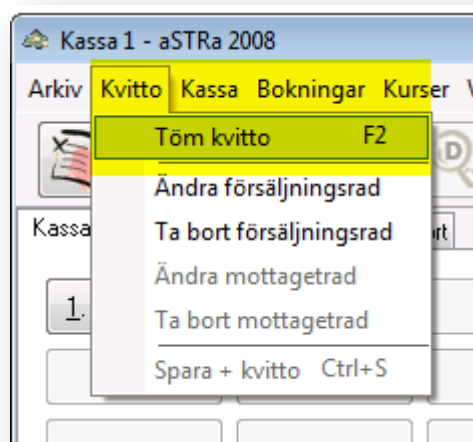 Kassa 1 - aSTRa 2008
Arkiv Kvitto Kassa Bokningar Kurser
Töm kvitto F2
D
Ändra försäljningsrad
Kassa
Ta bort försäljningsrad
Ändra mottagetrad
1.
Ta bort mottagetrad
Spara + kvitto Ctrl+S